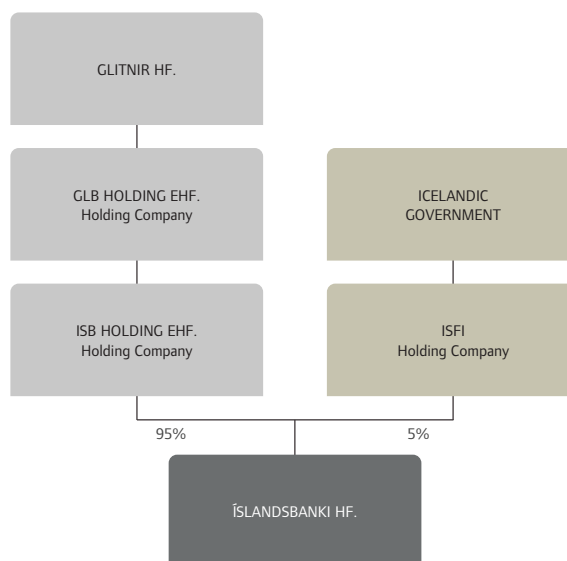 GLITNIR HF.
GLB HOLDING EHF.
Holding Company
ICELANDIC
GOVERNMENT
ISB HOLDING EHF.
Holding Company
ISFI
Holding Company
95%
5%
ÍSLANDSBANKI HF.